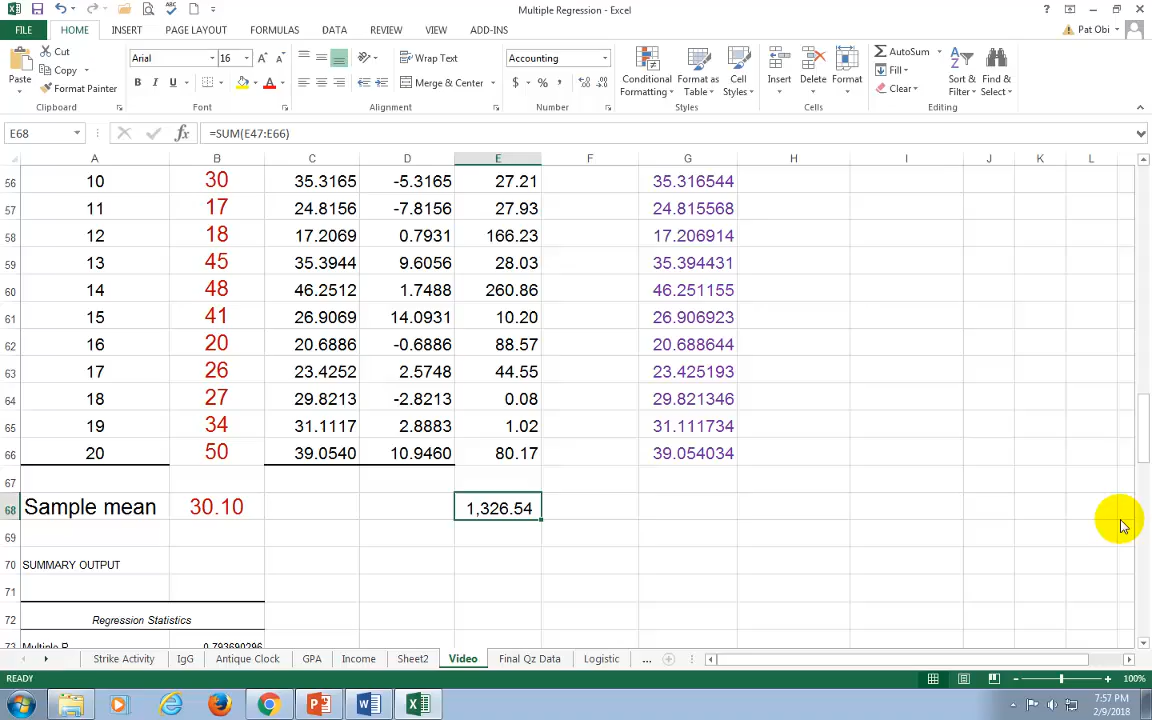 Multiple Regression - Excel
FILE HOME INSERT PAGE LAYOUT FORMULAS DATA REVIEW VIEW ADD-INS Pat Obi
Cut Arial 16 Wrap Text Accounting AutoSum
Copy Fill
Paste Format Painter Merge & Center $ % Conditional Formatting Format as Table Cell Styles Insert Delete Format Clear Sort & Filter Find & Select
Clipboard Font Alignment Number Styles Cells Editing
E68 =SUM(E47:E66)
A B C D E F G H I J K L
56 10 30 35.3165 -5.3165 27.21 35.316544
57 11 17 24.8156 -7.8156 27.93 24.815568
58 12 18 17.2069 0.7931 166.23 17.206914
59 13 45 35.3944 9.6056 28.03 35.394431
60 14 48 46.2512 1.7488 260.86 46.251155
61 15 41 26.9069 14.0931 10.20 26.906923
62 16 20 20.6886 -0.6886 88.57 20.688644
63 17 26 23.4252 2.5748 44.55 23.425193
64 18 27 29.8213 -2.8213 0.08 29.821346
65 19 34 31.1117 2.8883 1.02 31.111734
66 20 50 39.0540 10.9460 80.17 39.054034
67
68 Sample mean 30.10 1,326.54
69
70 SUMMARY OUTPUT
71
72 Regression Statistics
73 Multiple R 0.793690296
Strike Activity IgG Antique Clock GPA Income Sheet2 Video Final Qz Data Logistic ...
READY 100%
7:57 PM
2/9/2018